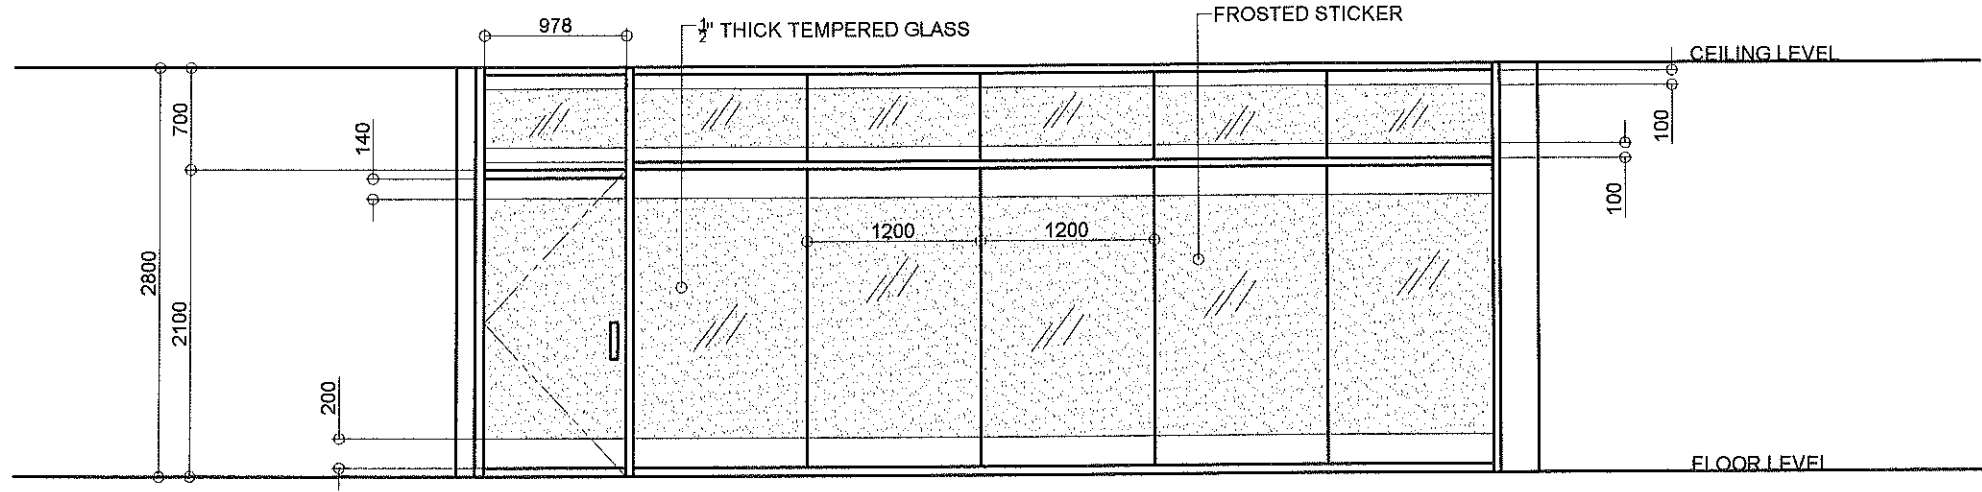 978
½" THICK TEMPERED GLASS
FROSTED STICKER
CEILING LEVEL
700
140
100
100
1200
1200
2800
2100
200
FLOOR LEVEL